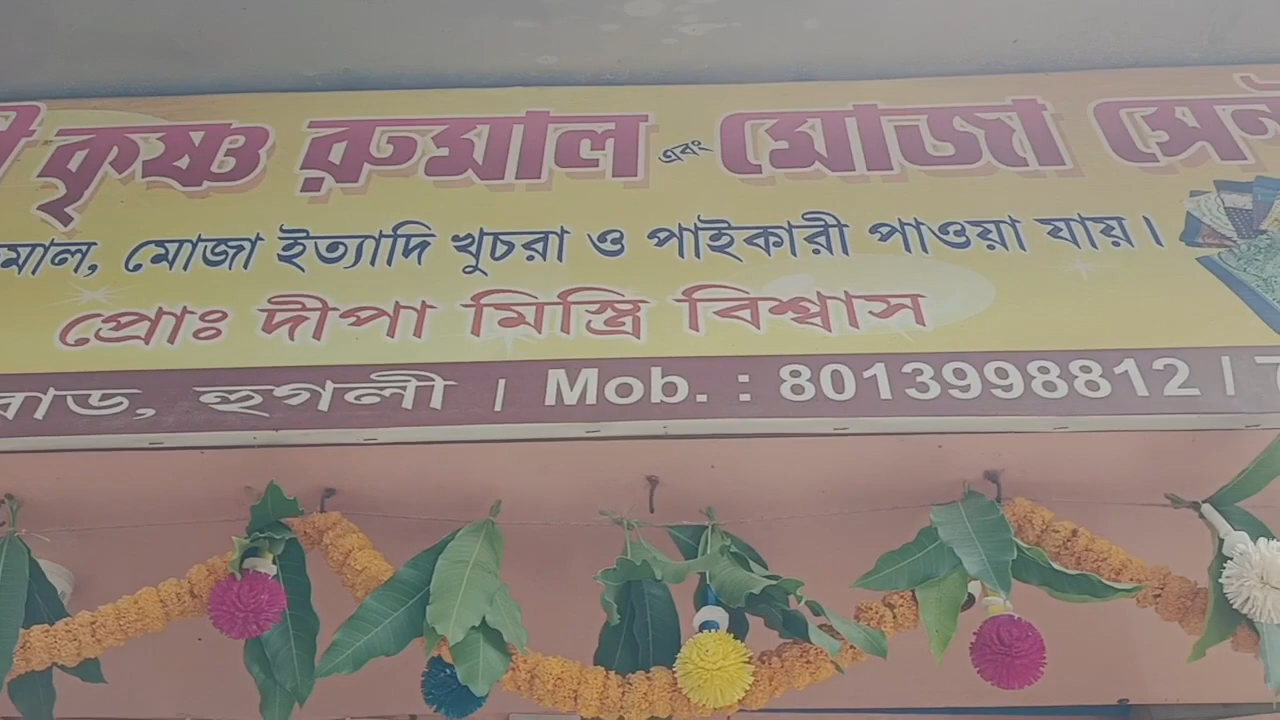 কৃষ্ণ রুমাল এবং মোজা
মোজা ইত্যাদি খুচরা ও পাইকারী পাওয়া যায়।
প্রোঃ দীপা মিস্ত্রি বিশ্বাস
হুগলী । Mob. : 8013998812 /